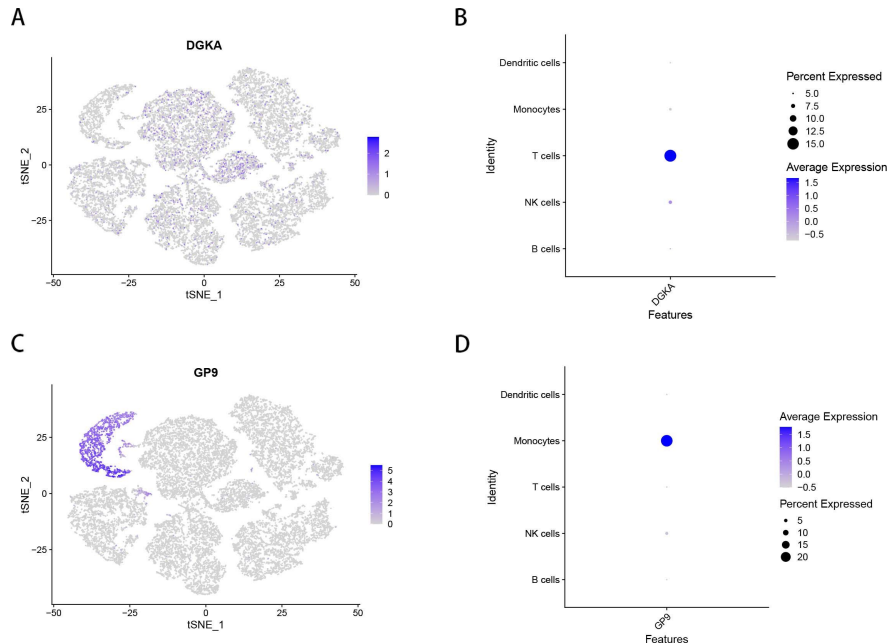 A
DGKA
tSNE_2
25
0
−25
−50
−25
0
25
50
tSNE_1
2
1
0
B
Identity
Dendritic cells
Monocytes
T cells
NK cells
B cells
DGKA
Features
Percent Expressed
5.0
7.5
10.0
12.5
15.0
Average Expression
1.5
1.0
0.5
0.0
−0.5
C
GP9
tSNE_2
25
0
−25
−50
−25
0
25
50
tSNE_1
5
4
3
2
1
0
D
Identity
Dendritic cells
Monocytes
T cells
NK cells
B cells
GP9
Features
Average Expression
1.5
1.0
0.5
0.0
−0.5
Percent Expressed
5
10
15
20